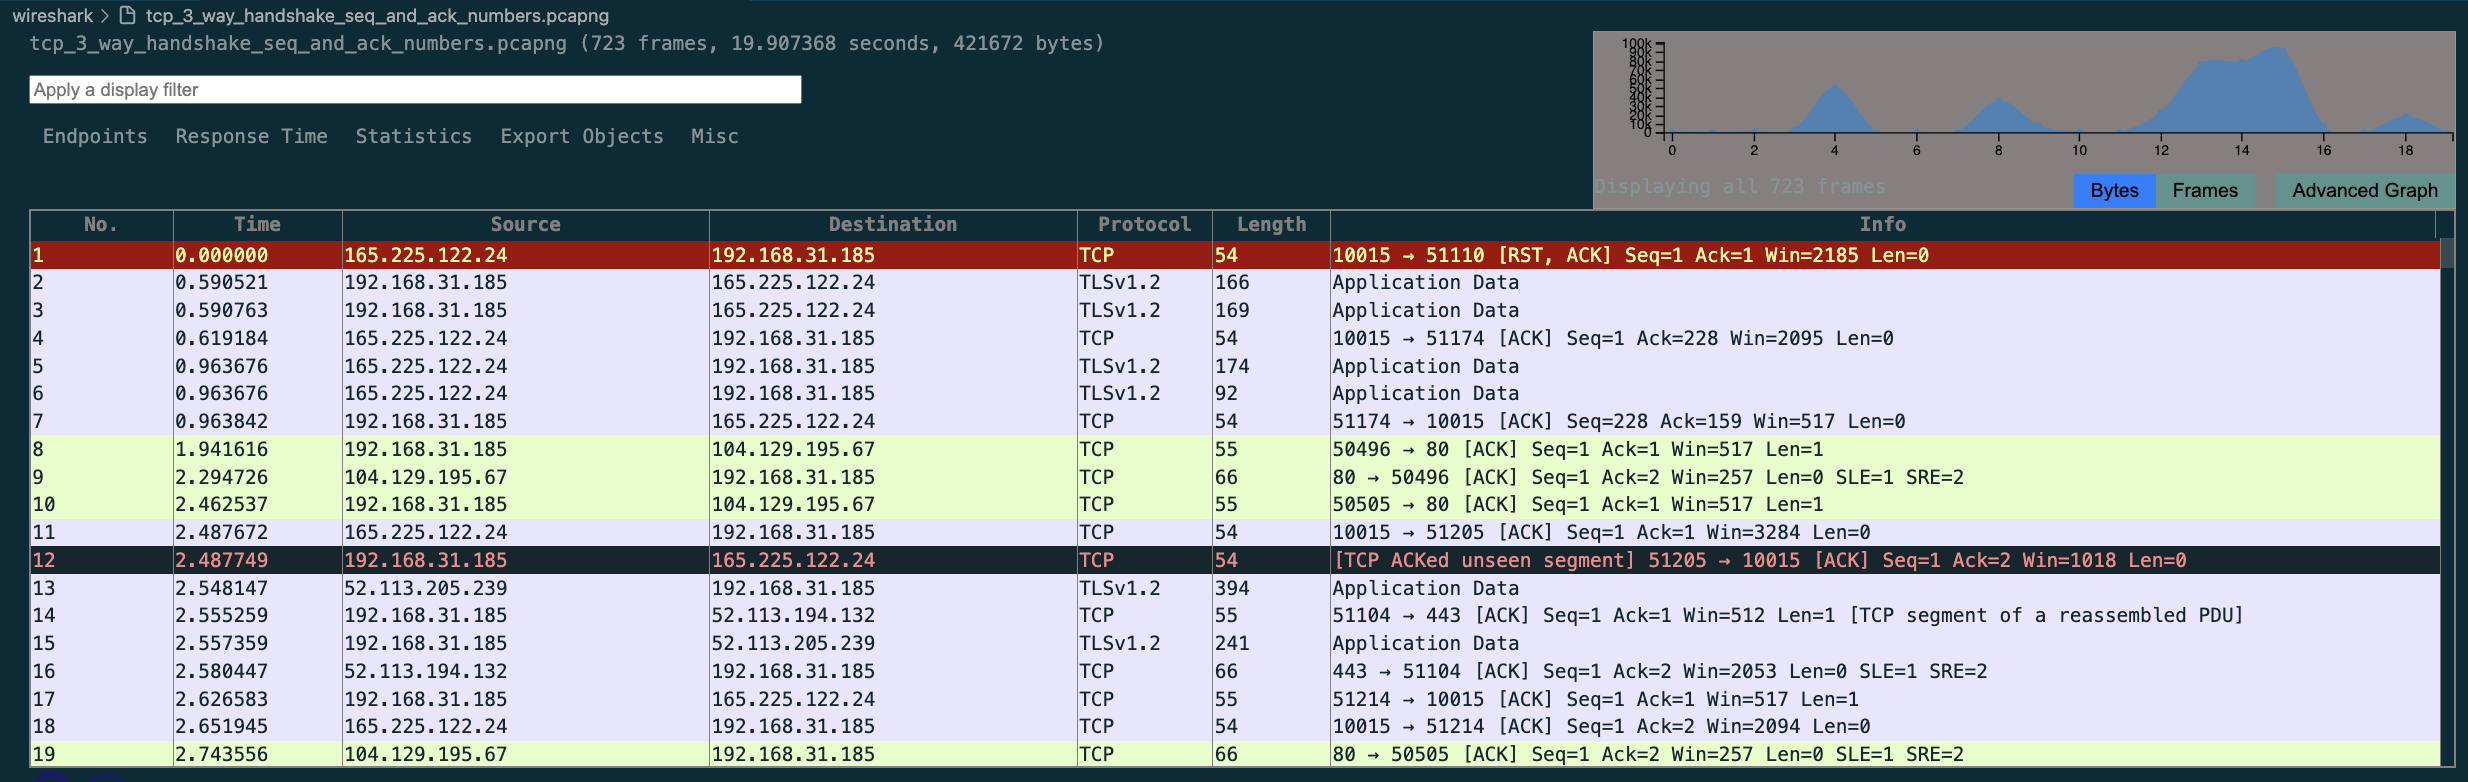 wireshark > tcp_3_way_handshake_seq_and_ack_numbers.pcapng
tcp_3_way_handshake_seq_and_ack_numbers.pcapng (723 frames, 19.907368 seconds, 421672 bytes)
Apply a display filter
Endpoints Response Time Statistics Export Objects Misc
100k
90k
80k
70k
60k
50k
40k
30k
20k
10k
0
0 2 4 6 8 10 12 14 16 18
Displaying all 723 frames
Bytes Frames Advanced Graph
No. Time Source Destination Protocol Length Info
1 0.000000 165.225.122.24 192.168.31.185 TCP 54 10015 → 51110 [RST, ACK] Seq=1 Ack=1 Win=2185 Len=0
2 0.590521 192.168.31.185 165.225.122.24 TLSv1.2 166 Application Data
3 0.590763 192.168.31.185 165.225.122.24 TLSv1.2 169 Application Data
4 0.619184 165.225.122.24 192.168.31.185 TCP 54 10015 → 51174 [ACK] Seq=1 Ack=228 Win=2095 Len=0
5 0.963676 165.225.122.24 192.168.31.185 TLSv1.2 174 Application Data
6 0.963676 165.225.122.24 192.168.31.185 TLSv1.2 92 Application Data
7 0.963842 192.168.31.185 165.225.122.24 TCP 54 51174 → 10015 [ACK] Seq=228 Ack=159 Win=517 Len=0
8 1.941616 192.168.31.185 104.129.195.67 TCP 55 50496 → 80 [ACK] Seq=1 Ack=1 Win=517 Len=1
9 2.294726 104.129.195.67 192.168.31.185 TCP 66 80 → 50496 [ACK] Seq=1 Ack=2 Win=257 Len=0 SLE=1 SRE=2
10 2.462537 192.168.31.185 104.129.195.67 TCP 55 50505 → 80 [ACK] Seq=1 Ack=1 Win=517 Len=1
11 2.487672 165.225.122.24 192.168.31.185 TCP 54 10015 → 51205 [ACK] Seq=1 Ack=1 Win=3284 Len=0
12 2.487749 192.168.31.185 165.225.122.24 TCP 54 [TCP ACKed unseen segment] 51205 → 10015 [ACK] Seq=1 Ack=2 Win=1018 Len=0
13 2.548147 52.113.205.239 192.168.31.185 TLSv1.2 394 Application Data
14 2.555259 192.168.31.185 52.113.194.132 TCP 55 51104 → 443 [ACK] Seq=1 Ack=1 Win=512 Len=1 [TCP segment of a reassembled PDU]
15 2.557359 192.168.31.185 52.113.205.239 TLSv1.2 241 Application Data
16 2.580447 52.113.194.132 192.168.31.185 TCP 66 443 → 51104 [ACK] Seq=1 Ack=2 Win=2053 Len=0 SLE=1 SRE=2
17 2.626583 192.168.31.185 165.225.122.24 TCP 55 51214 → 10015 [ACK] Seq=1 Ack=1 Win=517 Len=1
18 2.651945 165.225.122.24 192.168.31.185 TCP 54 10015 → 51214 [ACK] Seq=1 Ack=2 Win=2094 Len=0
19 2.743556 104.129.195.67 192.168.31.185 TCP 66 80 → 50505 [ACK] Seq=1 Ack=2 Win=257 Len=0 SLE=1 SRE=2